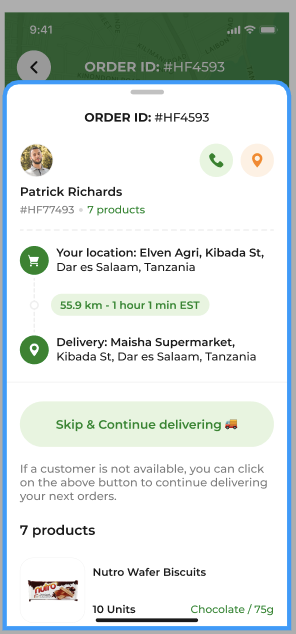 9:41
ORDER ID: #HF4593
ORDER ID: #HF4593
Patrick Richards
#HF77493 • 7 products
Your location: Elven Agri, Kibada St,
Dar es Salaam, Tanzania
55.9 km - 1 hour 1 min EST
Delivery: Maisha Supermarket,
Kibada St, Dar es Salaam, Tanzania
Skip & Continue delivering 🚚
If a customer is not available, you can click
on the above button to continue delivering
your next orders.
7 products
nutro
Nutro Wafer Biscuits
10 Units
Chocolate / 75g